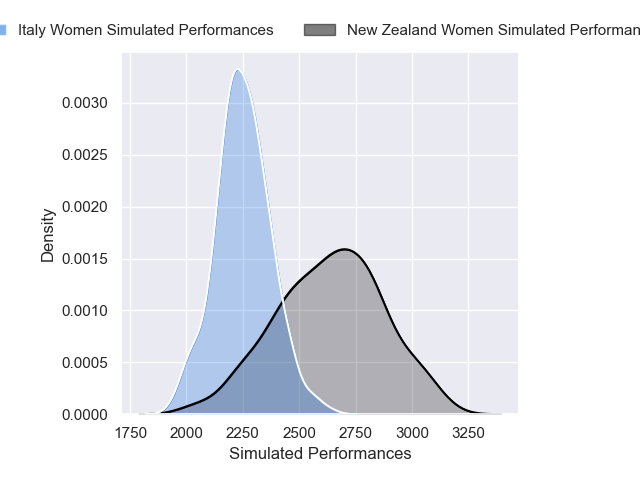 Italy Women Simulated Performances New Zealand Women Simulated Performan
0.0030
0.0025
0.0020
0.0015
0.0010
0.0005
0.0000
Density
1750 2000 2250 2500 2750 3000 3250
Simulated Performances